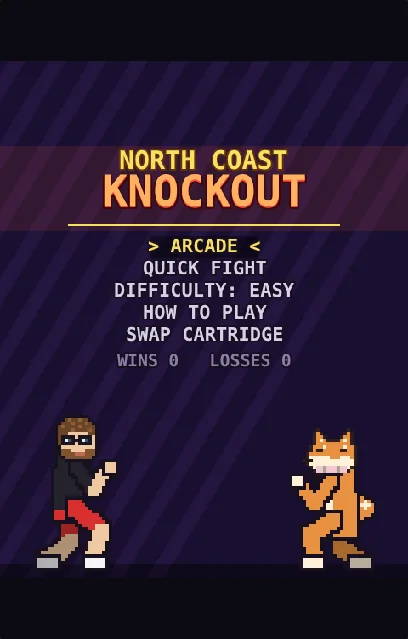 NORTH COAST
KNOCKOUT
> ARCADE <
QUICK FIGHT
DIFFICULTY: EASY
HOW TO PLAY
SWAP CARTRIDGE
WINS 0 LOSSES 0